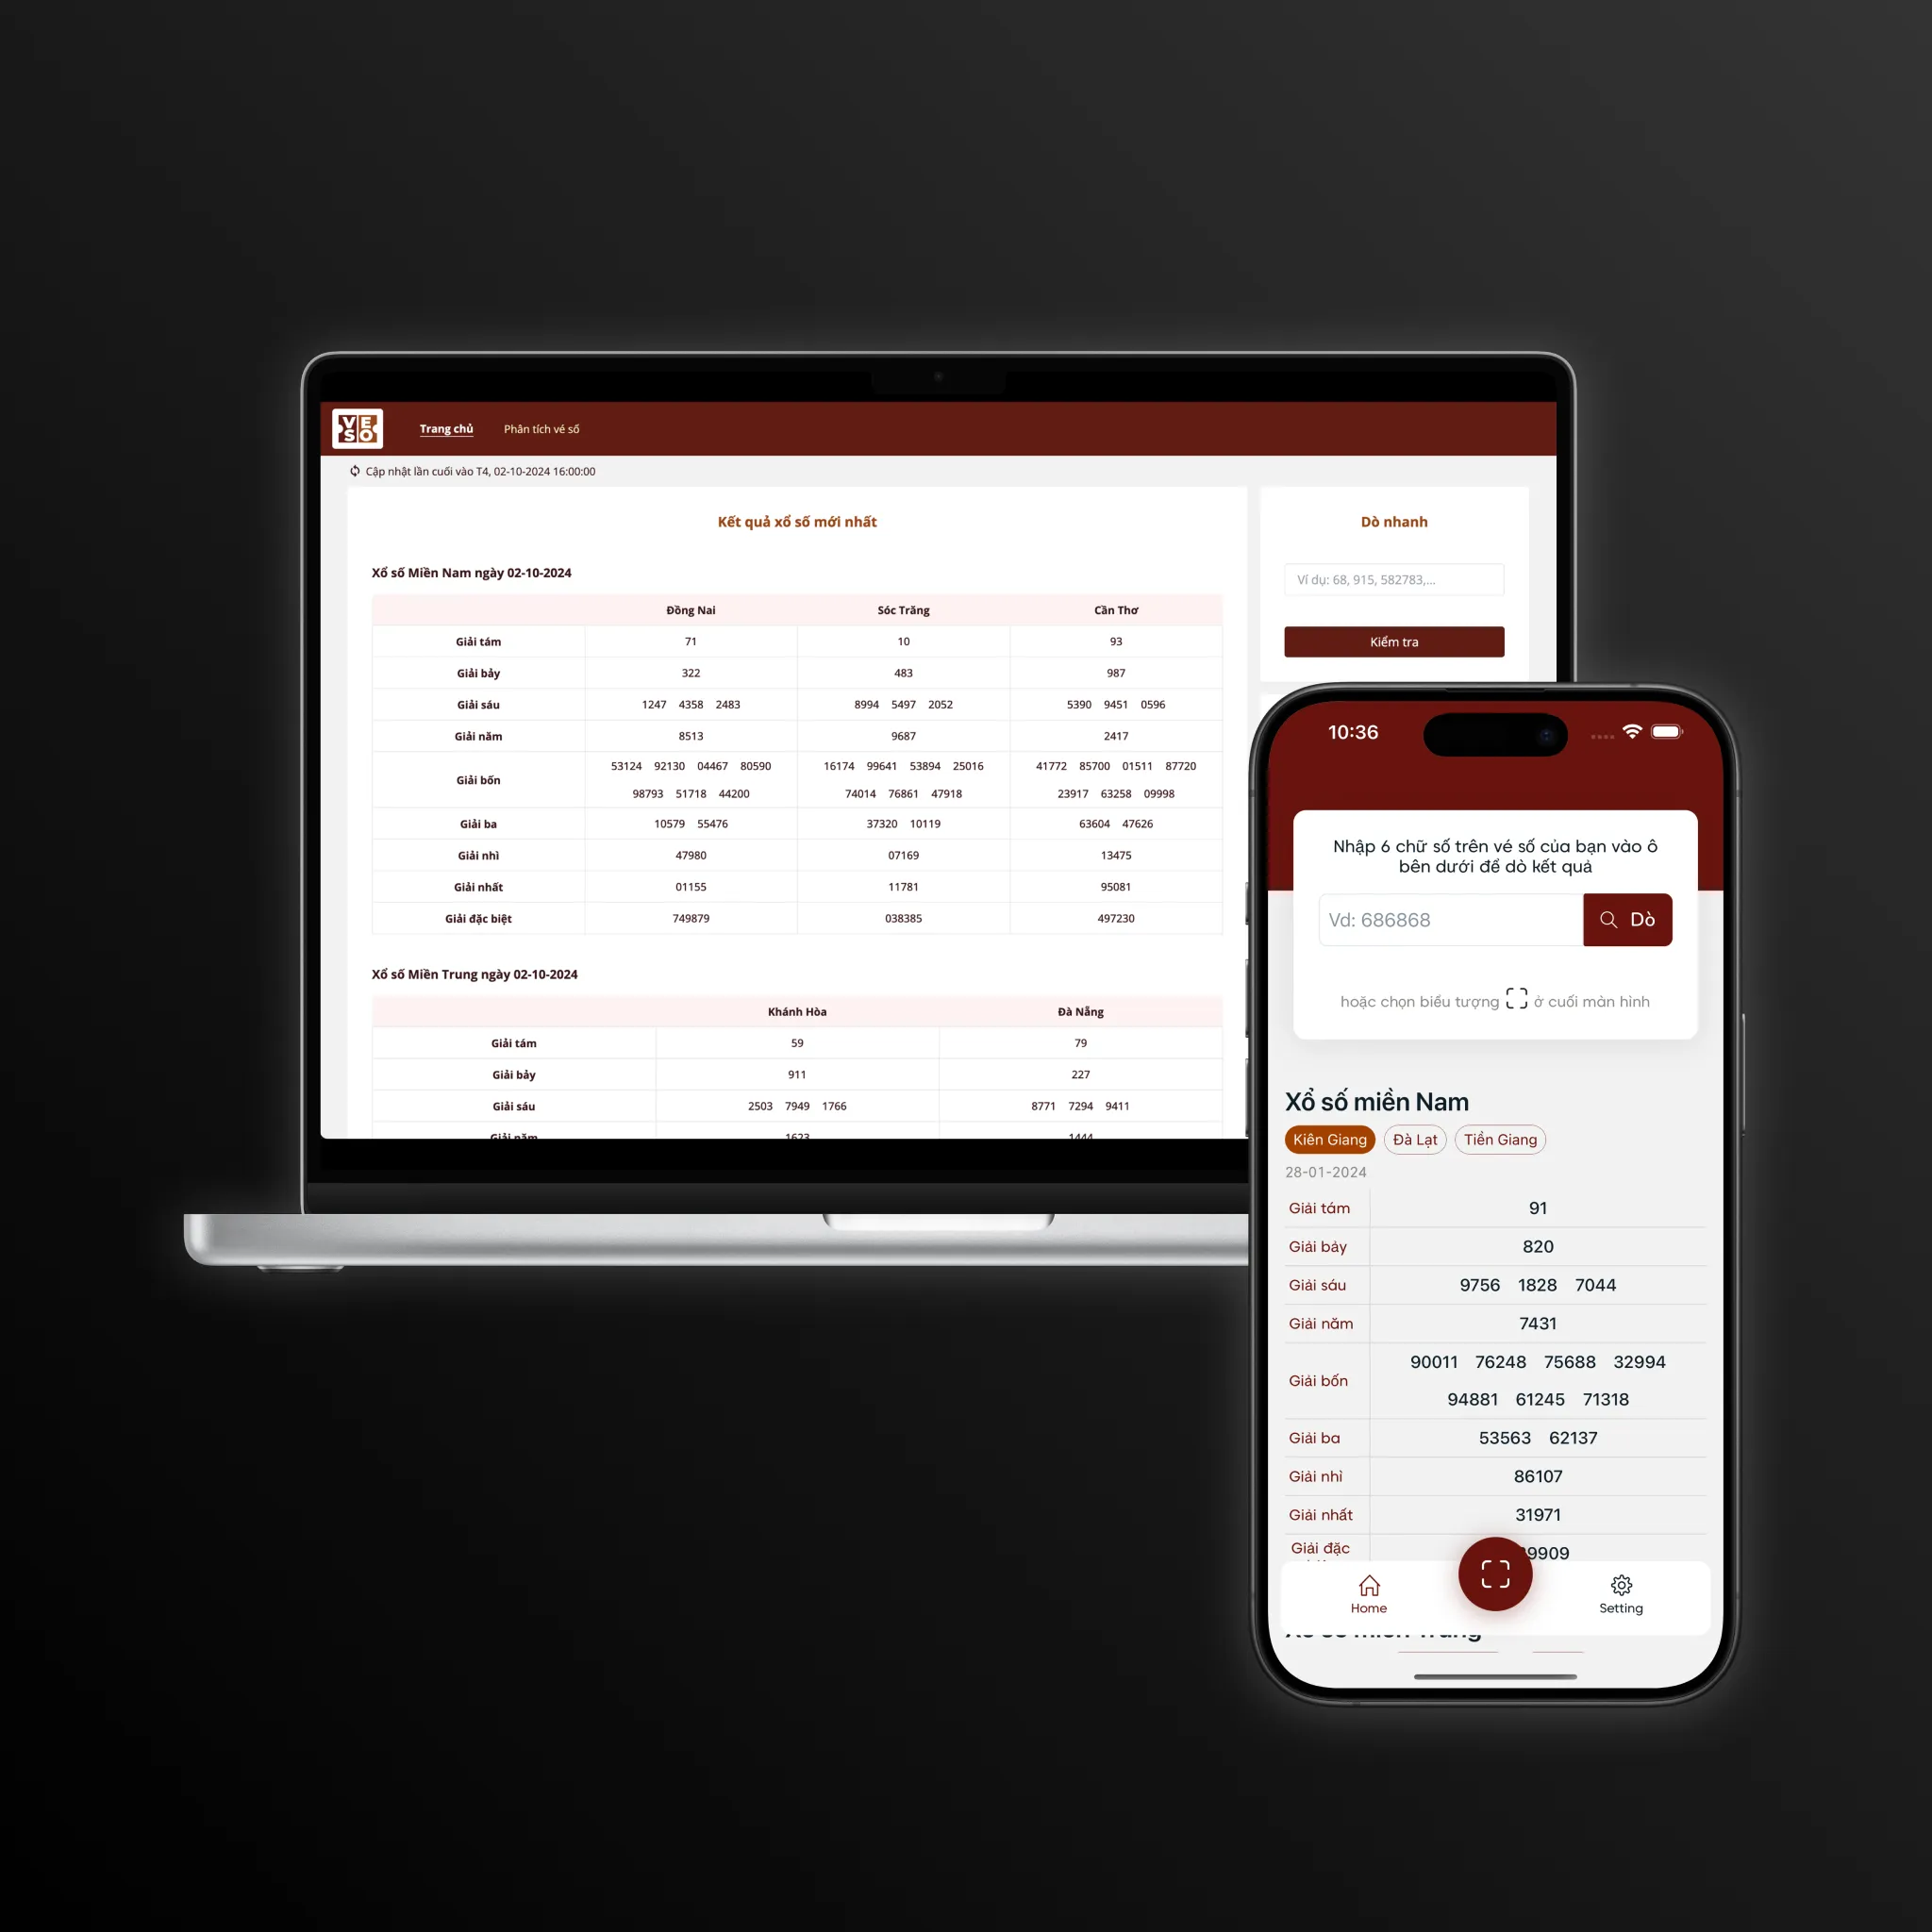 VE
SO
Trang chủ Phân tích vé số
Cập nhật lần cuối vào T4, 02-10-2024 16:00:00
Kết quả xổ số mới nhất
Xổ số Miền Nam ngày 02-10-2024
Đồng Nai Sóc Trăng Cần Thơ
Giải tám 71 10 93
Giải bảy 322 483 987
Giải sáu 1247 4358 2483 8994 5497 2052 5390 9451 0596
Giải năm 8513 9687 2417
53124 92130 04467 80590 16174 99641 53894 25016 41772 85700 01511 87720
Giải bốn
98793 51718 44200 74014 76861 47918 23917 63258 09998
Giải ba 10579 55476 37320 10119 63604 47626
Giải nhì 47980 07169 13475
Giải nhất 01155 11781 95081
Giải đặc biệt 749879 038385 497230
Xổ số Miền Trung ngày 02-10-2024
Khánh Hòa Đà Nẵng
Giải tám 59 79
Giải bảy 911 227
Giải sáu 2503 7949 1766 8771 7294 9411
Giải năm 1623 1444
Dò nhanh
Ví dụ: 68, 915, 582783,...
Kiểm tra
10:36
Nhập 6 chữ số trên vé số của bạn vào ô
bên dưới để dò kết quả
Vd: 686868 Dò
hoặc chọn biểu tượng ở cuối màn hình
Xổ số miền Nam
Kiên Giang Đà Lạt Tiền Giang
28-01-2024
Giải tám 91
Giải bảy 820
Giải sáu 9756 1828 7044
Giải năm 7431
90011 76248 75688 32994
Giải bốn
94881 61245 71318
Giải ba 53563 62137
Giải nhì 86107
Giải nhất 31971
Giải đặc 9909
Home Setting
Xổ số miền Trung